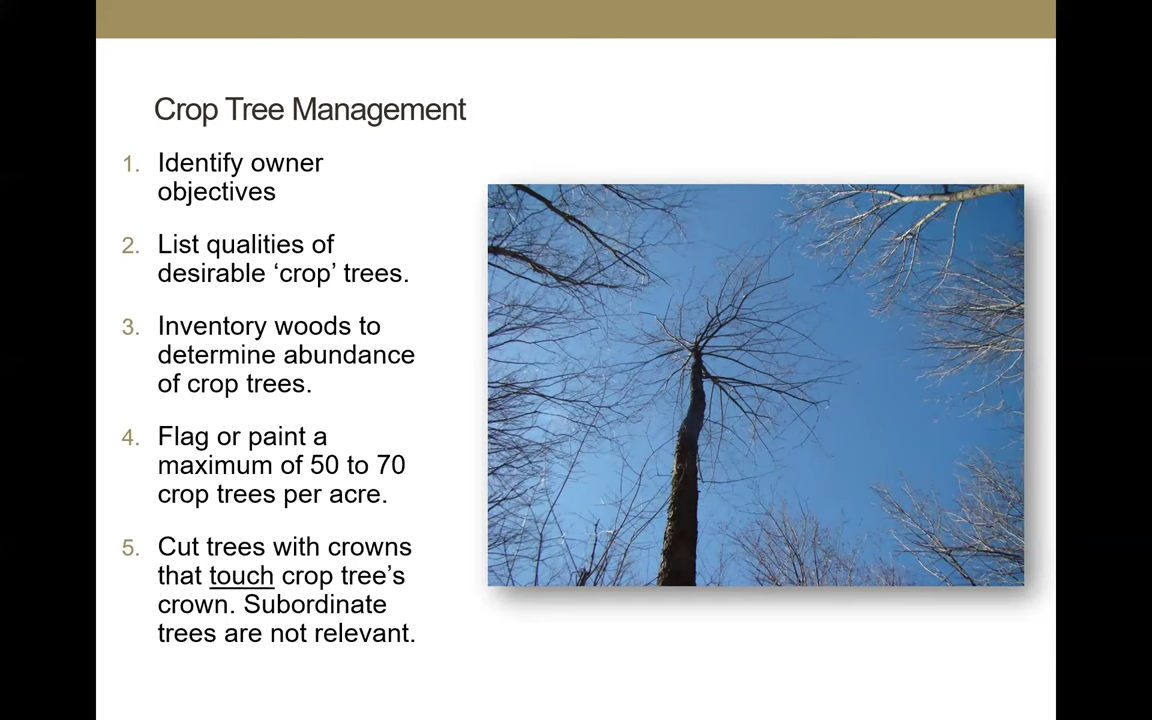 Crop Tree Management
1. Identify owner
objectives
2. List qualities of
desirable ‘crop’ trees.
3. Inventory woods to
determine abundance
of crop trees.
4. Flag or paint a
maximum of 50 to 70
crop trees per acre.
5. Cut trees with crowns
that touch crop tree’s
crown. Subordinate
trees are not relevant.